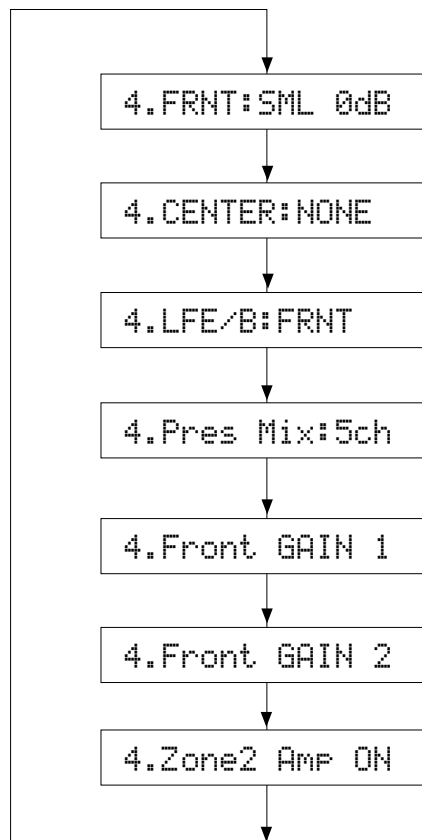 4.FRNT:SML 0dB
4.CENTER:NONE
4.LFE/B:FRNT
4.Pres Mix:5ch
4.Front GAIN 1
4.Front GAIN 2
4.Zone2 Amp ON